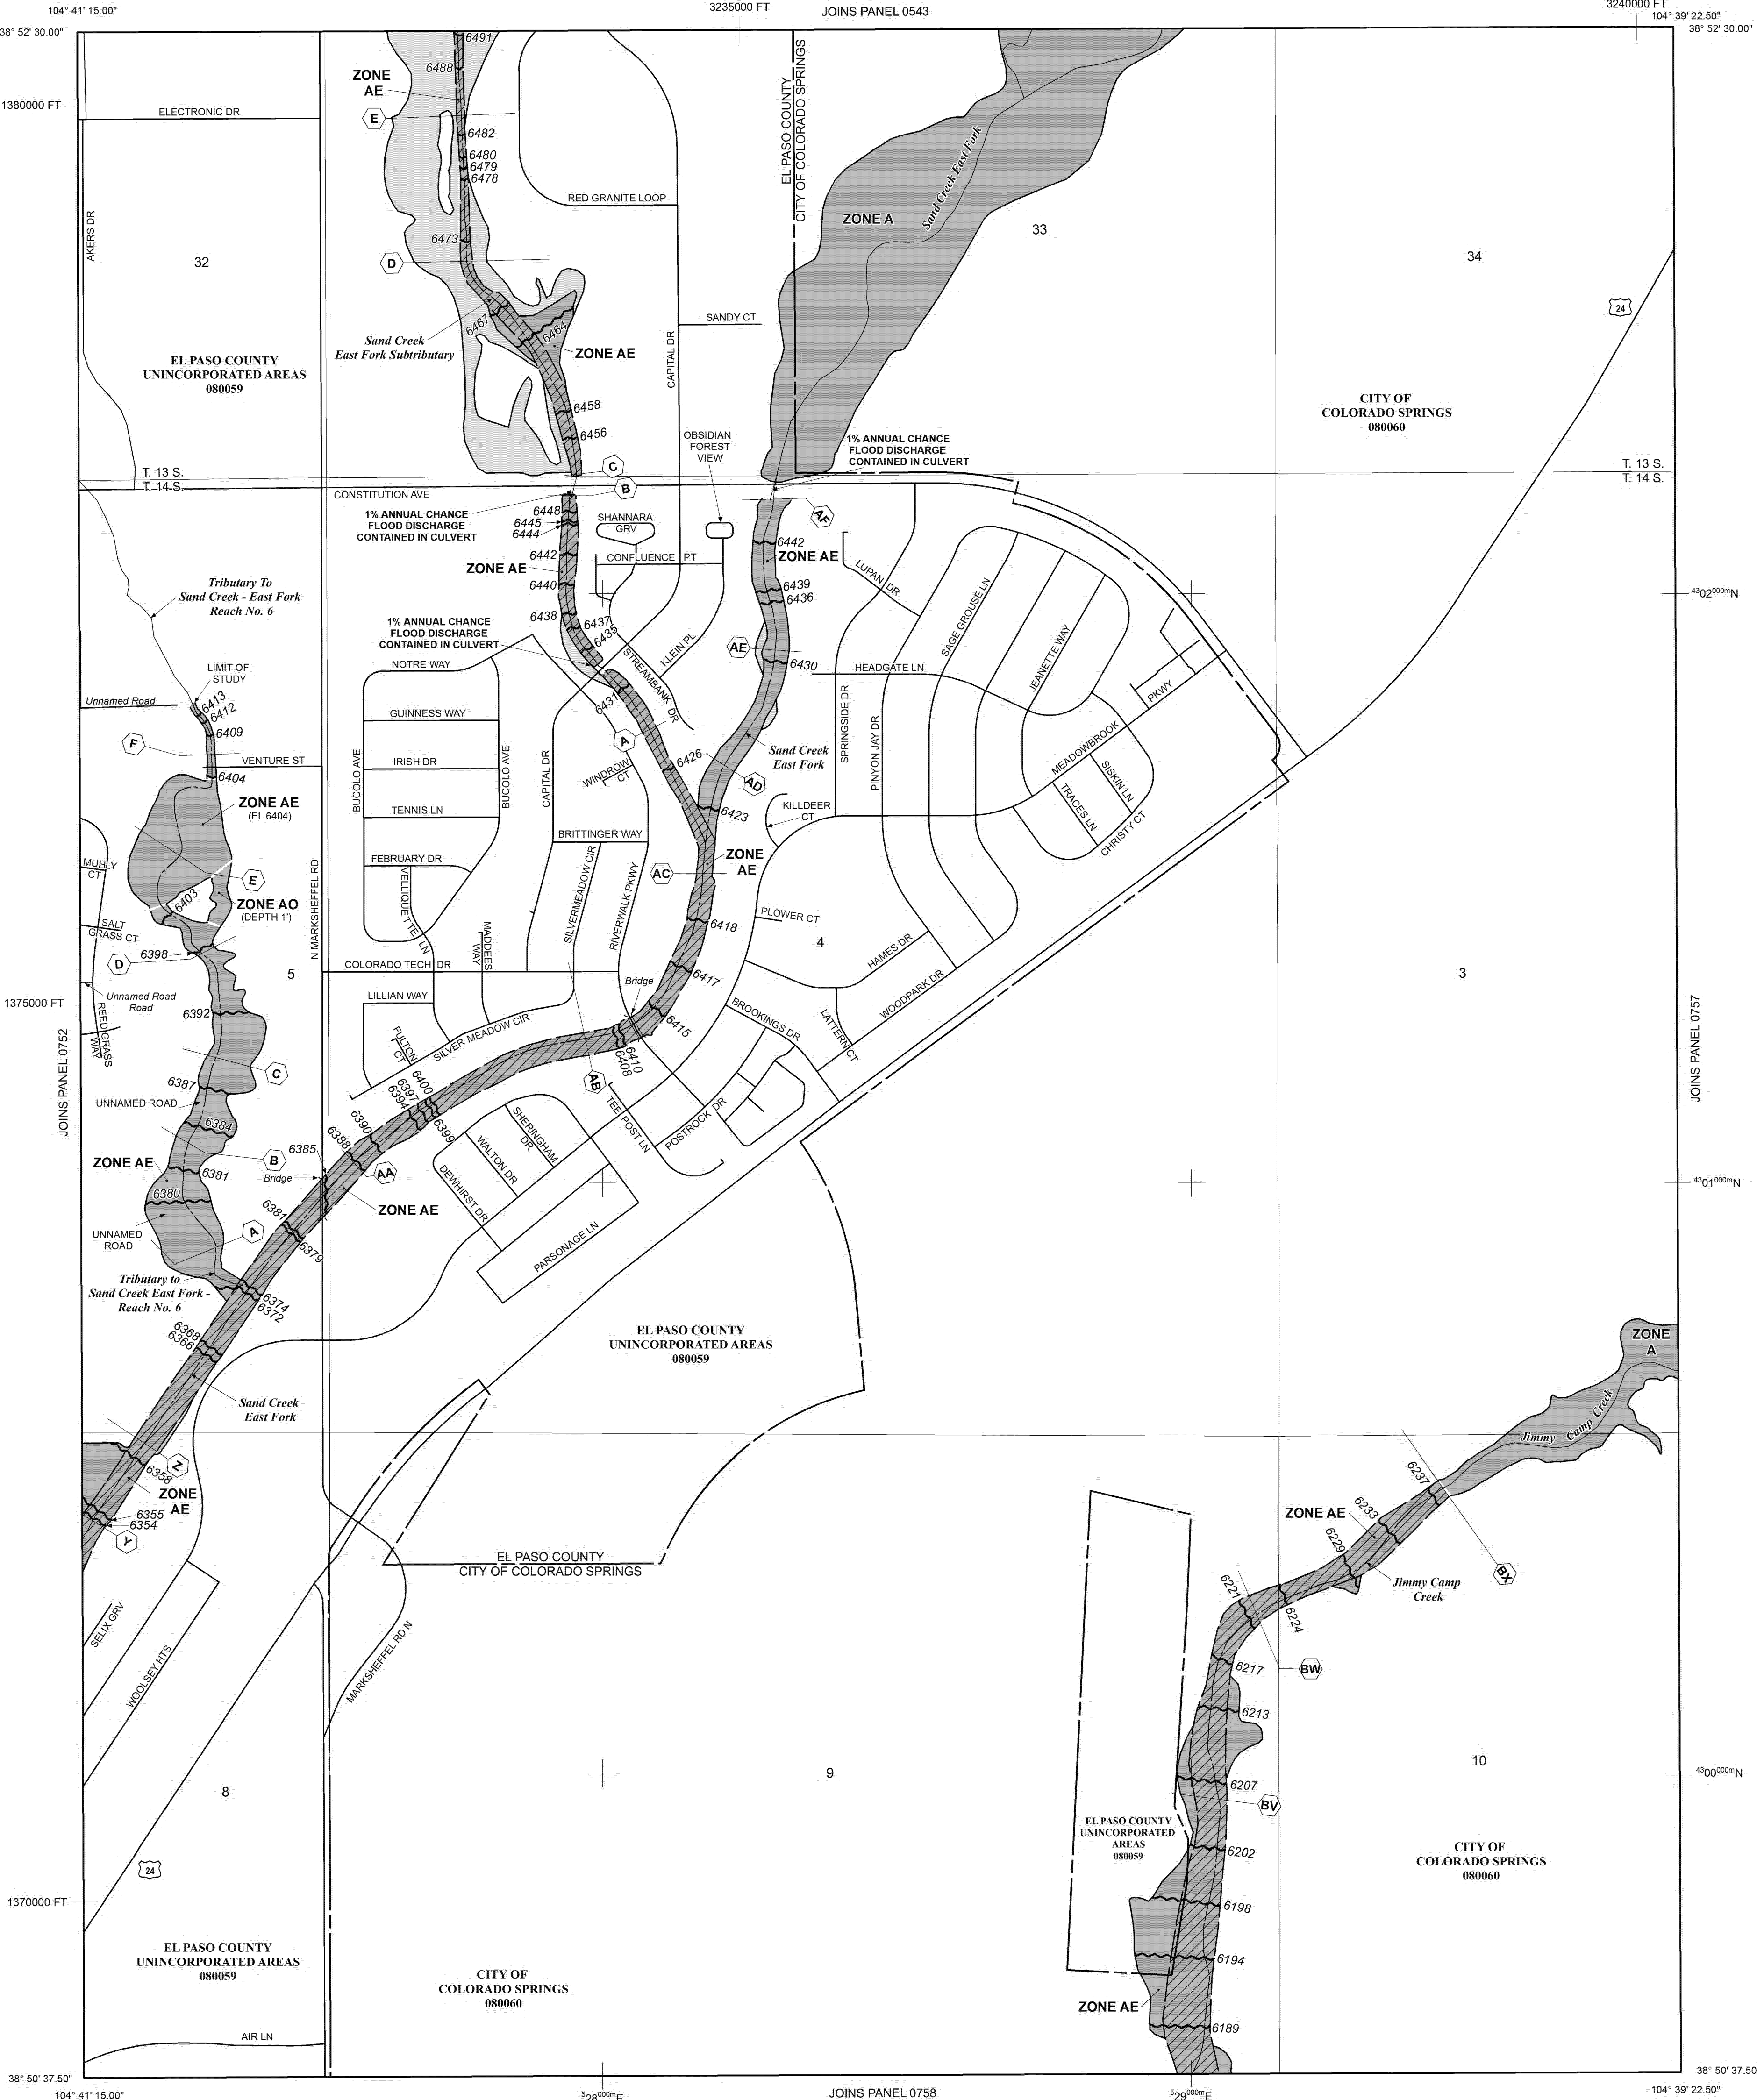 104° 41' 15.00"
3235000 FT
JOINS PANEL 0543
3240000 FT
104° 39' 22.50"
38° 52' 30.00"
38° 52' 30.00"
6491
6488
ZONE
AE
E
1380000 FT
ELECTRONIC DR
6482
6480
6479
6478
EL PASO COUNTY
CITY OF COLORADO SPRINGS
Sand Creek East Fork
RED GRANITE LOOP
ZONE A
33
AKERS DR
32
6473
D
34
24
6467
6464
SANDY CT
Sand Creek
East Fork Subtributary
ZONE AE
CAPITAL DR
EL PASO COUNTY
UNINCORPORATED AREAS
080059
CITY OF
COLORADO SPRINGS
080060
6458
6456
OBSIDIAN
FOREST
VIEW
1% ANNUAL CHANCE
FLOOD DISCHARGE
CONTAINED IN CULVERT
C
T. 13 S.
T. 14 S.
T. 13 S.
T. 14 S.
CONSTITUTION AVE
B
1% ANNUAL CHANCE
FLOOD DISCHARGE
CONTAINED IN CULVERT
6448
6445
6444
SHANNARA
GRV
AF
6442
ZONE AE
6442
ZONE AE
CONFLUENCE PT
LUPAN DR
6440
6439
6436
Tributary To
Sand Creek - East Fork
Reach No. 6
4302000mN
6438
6437
6435
1% ANNUAL CHANCE
FLOOD DISCHARGE
CONTAINED IN CULVERT
SAGE GROUSE LN
JEANETTE WAY
KLEIN PL
STREAMBANK DR
AE
6430
HEADGATE LN
NOTRE WAY
LIMIT OF
STUDY
Unnamed Road
6413
6412
6409
6431
GUINNESS WAY
PKWY
SPRINGSIDE DR
PINYON JAY DR
F
A
IRISH DR
VENTURE ST
6404
6426
WINDROW
CT
Sand Creek
East Fork
MEADOWBROOK
BUCOLO AVE
BUCOLO AVE
CAPITAL DR
AD
SISKIN LN
TRACES LN
CHRISTY CT
ZONE AE
(EL 6404)
TENNIS LN
6423
KILLDEER
CT
BRITTINGER WAY
FEBRUARY DR
ZONE
AE
AC
MUHLY
CT
E
6403
ZONE AO
(DEPTH 1')
VELLIQUETTE LN
SILVERMEADOW CIR
RIVERWALK PKWY
N MARKSHEFFEL RD
SALT
GRASS CT
6418
PLOWER CT
4
MADDEES
WAY
HAMES DR
6398
D
5
COLORADO TECH DR
6417
3
WOODPARK DR
Bridge
Unnamed Road
Road
LILLIAN WAY
1375000 FT
REED GRASS
WAY
6392
BROOKINGS DR
LATTERN CT
6415
SILVER MEADOW CIR
FULTON
CT
6410
6408
JOINS PANEL 0752
JOINS PANEL 0757
C
AB
6387
UNNAMED ROAD
6400
6397
6394
6399
TEE POST LN
POSTROCK DR
6384
6390
6388
SHERINGHAM
DR
WALTON DR
DEWHIRST DR
6385
B
ZONE AE
6381
Bridge
AA
6380
ZONE AE
4301000mN
6381
A
6379
UNNAMED
ROAD
PARSONAGE LN
Tributary to
Sand Creek East Fork -
Reach No. 6
6374
6372
6368
6366
EL PASO COUNTY
UNINCORPORATED AREAS
080059
ZONE
A
Sand Creek
East Fork
Jimmy Camp Creek
Z
6358
ZONE
AE
6355
6354
Y
6237
6233
ZONE AE
6229
EL PASO COUNTY
CITY OF COLORADO SPRINGS
BX
Jimmy Camp
Creek
6221
6224
SELIX GRV
WOOLSEY HTS
MARKSHEFFEL RD N
6217
BW
6213
10
9
8
4300000mN
6207
BV
EL PASO COUNTY
UNINCORPORATED
AREAS
080059
6202
CITY OF
COLORADO SPRINGS
080060
24
1370000 FT
6198
EL PASO COUNTY
UNINCORPORATED AREAS
080059
6194
CITY OF
COLORADO SPRINGS
080060
ZONE AE
6189
AIR LN
38° 50' 37.50"
38° 50' 37.50
104° 41' 15.00"
528000mE
JOINS PANEL 0758
529000mE
104° 39' 22.50"